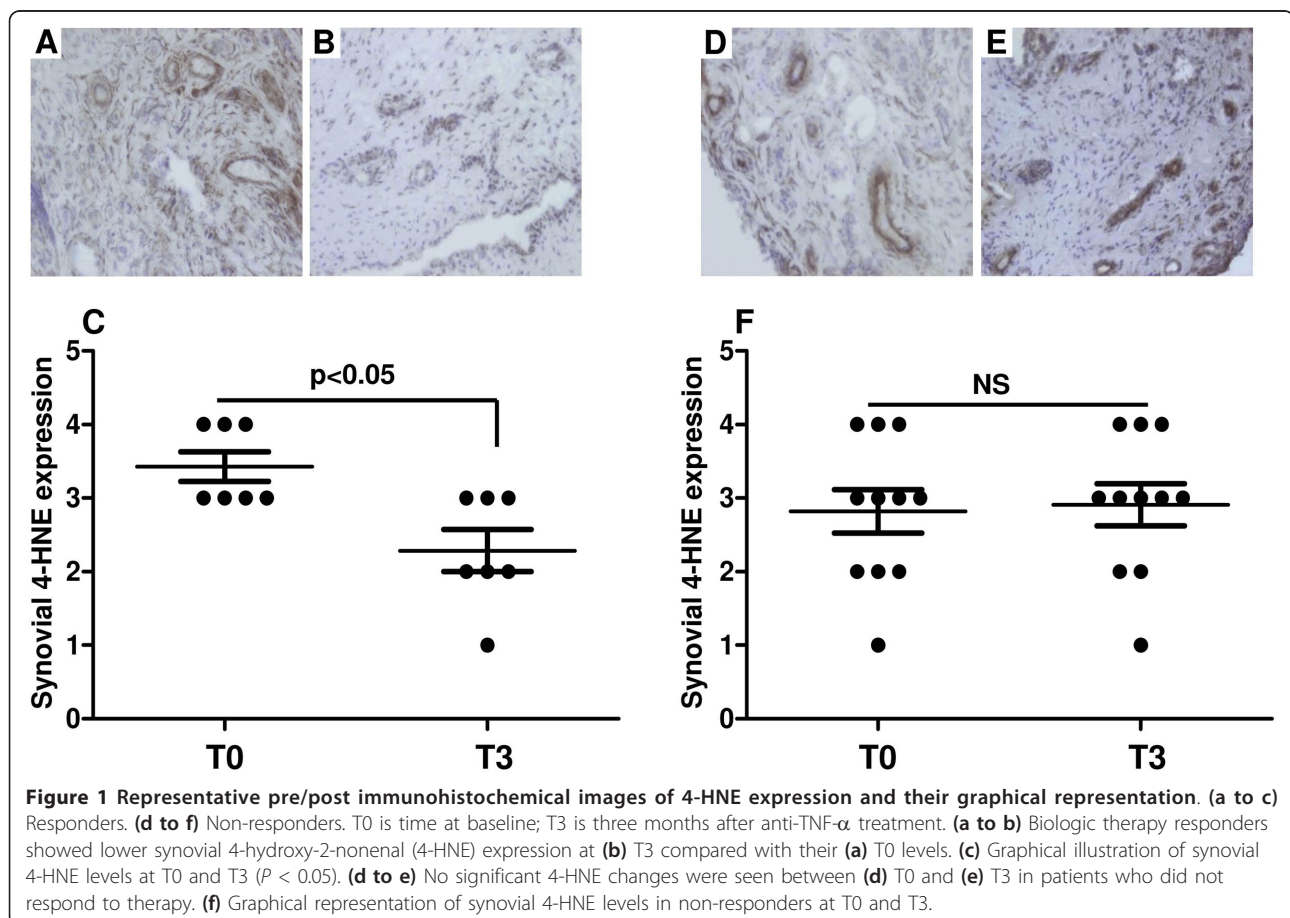 A
B
D
E
C
Synovial 4-HNE expression
5
4
3
2
1
0
p<0.05
T0
T3
F
Synovial 4-HNE expression
5
4
3
2
1
0
NS
T0
T3
Figure 1 Representative pre/post immunohistochemical images of 4-HNE expression and their graphical representation. (a to c)
Responders. (d to f) Non-responders. T0 is time at baseline; T3 is three months after anti-TNF-α treatment. (a to b) Biologic therapy responders
showed lower synovial 4-hydroxy-2-nonenal (4-HNE) expression at (b) T3 compared with their (a) T0 levels. (c) Graphical illustration of synovial
4-HNE levels at T0 and T3 (P < 0.05). (d to e) No significant 4-HNE changes were seen between (d) T0 and (e) T3 in patients who did not
respond to therapy. (f) Graphical representation of synovial 4-HNE levels in non-responders at T0 and T3.